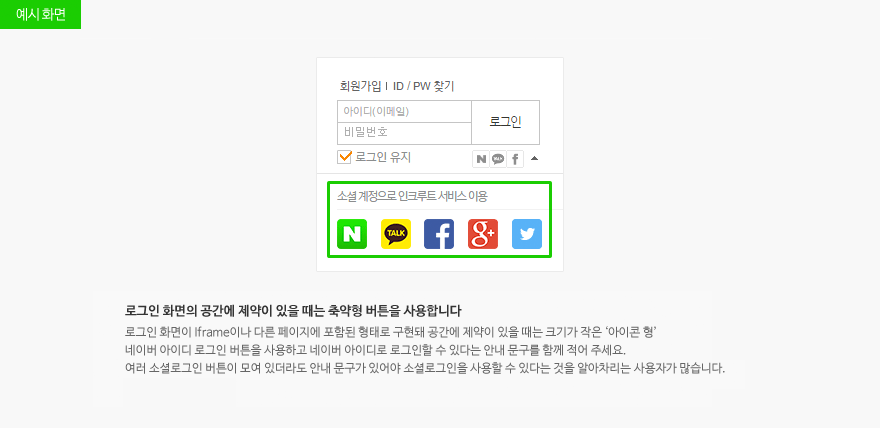 예시 화면
회원가입 | ID / PW 찾기
아이디(이메일)
비밀번호
로그인
로그인 유지
N TALK f
소셜 계정으로 인크루트 서비스 이용
N TALK f g+
로그인 화면의 공간에 제약이 있을 때는 축약형 버튼을 사용합니다
로그인 화면이 Iframe이나 다른 페이지에 포함된 형태로 구현돼 공간에 제약이 있을 때는 크기가 작은 ‘아이콘 형’
네이버 아이디 로그인 버튼을 사용하고 네이버 아이디로 로그인할 수 있다는 안내 문구를 함께 적어 주세요.
여러 소셜로그인 버튼이 모여 있더라도 안내 문구가 있어야 소셜로그인을 사용할 수 있다는 것을 알아차리는 사용자가 많습니다.